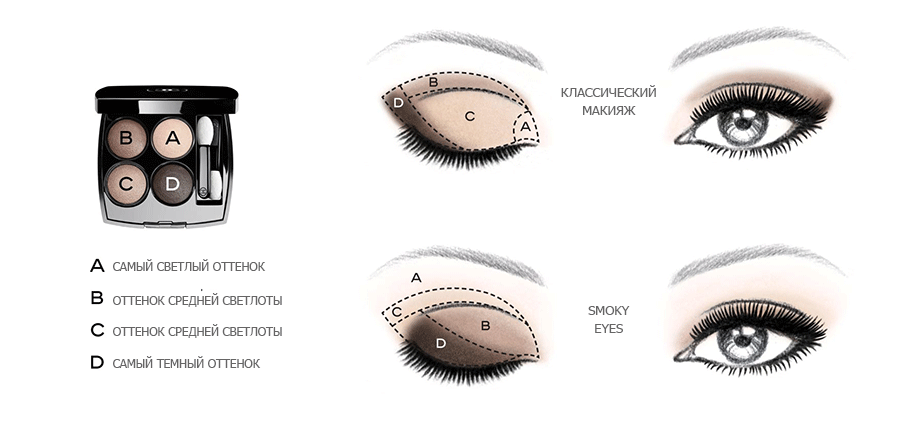 B A
C D
A САМЫЙ СВЕТЛЫЙ ОТТЕНОК
B ОТТЕНОК СРЕДНЕЙ СВЕТЛОТЫ
C ОТТЕНОК СРЕДНЕЙ СВЕТЛОТЫ
D САМЫЙ ТЕМНЫЙ ОТТЕНОК
B
D
C
A
КЛАССИЧЕСКИЙ
МАКИЯЖ
A
C
B
D
SMOKY
EYES